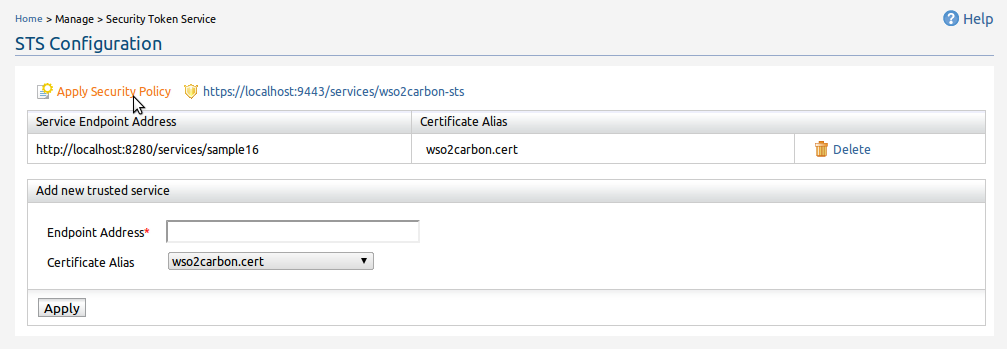 Home > Manage > Security Token Service
Help
STS Configuration
Apply Security Policy https://localhost:9443/services/wso2carbon-sts
Service Endpoint Address Certificate Alias
http://localhost:8280/services/sample16 wso2carbon.cert Delete
Add new trusted service
Endpoint Address*
Certificate Alias wso2carbon.cert
Apply